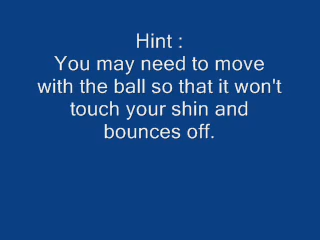 Hint :
You may need to move
with the ball so that it won't
touch your shin and
bounces off.